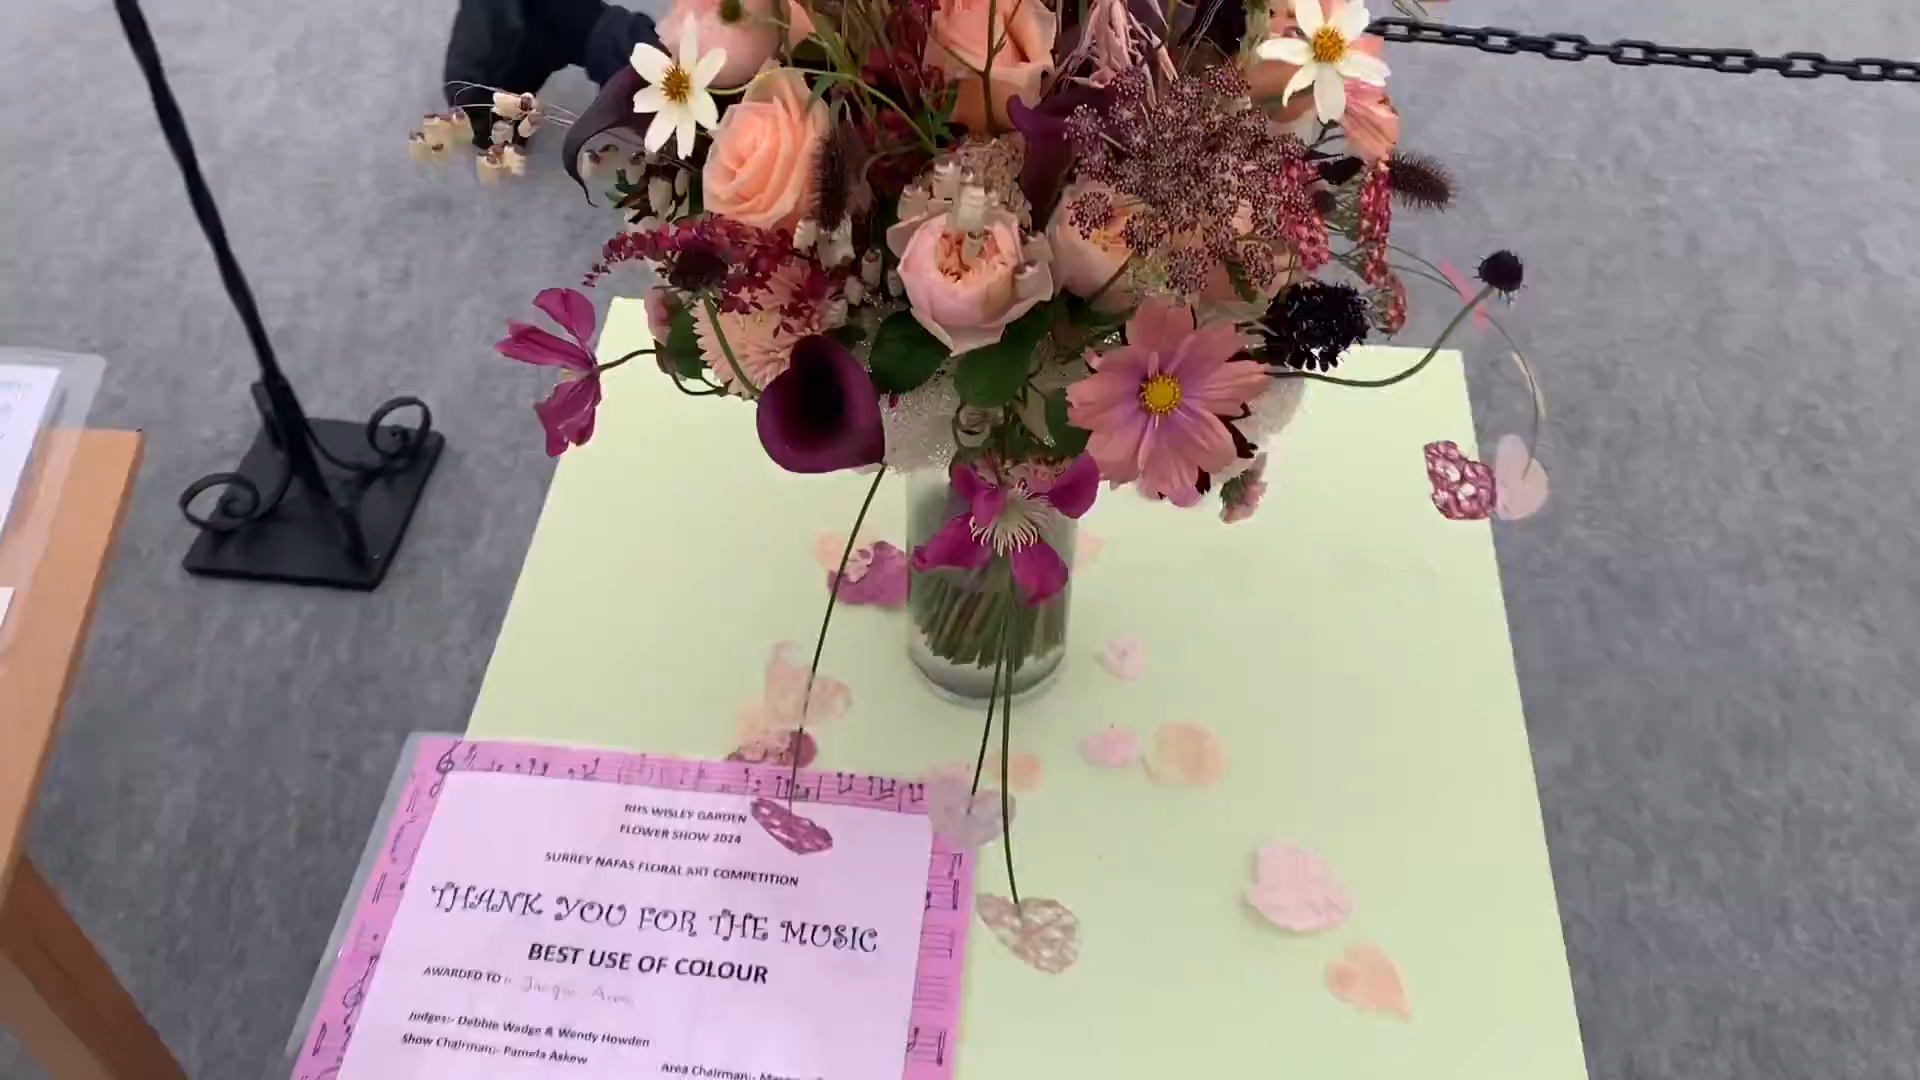 RHS WISLEY GARDEN
FLOWER SHOW 2024
SURREY NAFAS FLORAL ART COMPETITION
THANK YOU FOR THE MUSIC
BEST USE OF COLOUR
AWARDED TO :-
Judges:- Debbie Wadge & Wendy Howden
Show Chairman:- Pamela Askew
Area Chairman:-